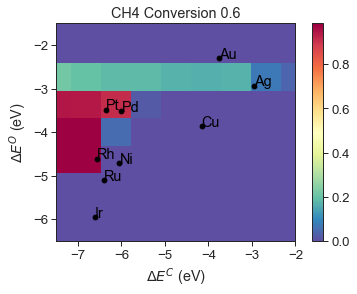 CH4 Conversion 0.6
−2
−3
−4
−5
−6
ΔE^O (eV)
Au
Ag
Pt
Pd
Cu
Rh
Ni
Ru
Ir
−7
−6
−5
−4
−3
−2
ΔE^C (eV)
0.8
0.6
0.4
0.2
0.0